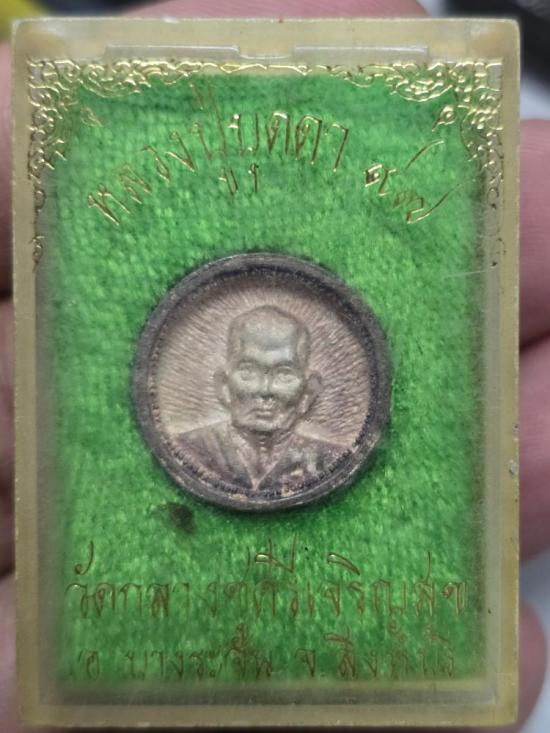 หลวงปู่บุดดา ๙๗
วัดกลางชูศรีเจริญสุข
อ บางระจัน จ สิงห์บุรี